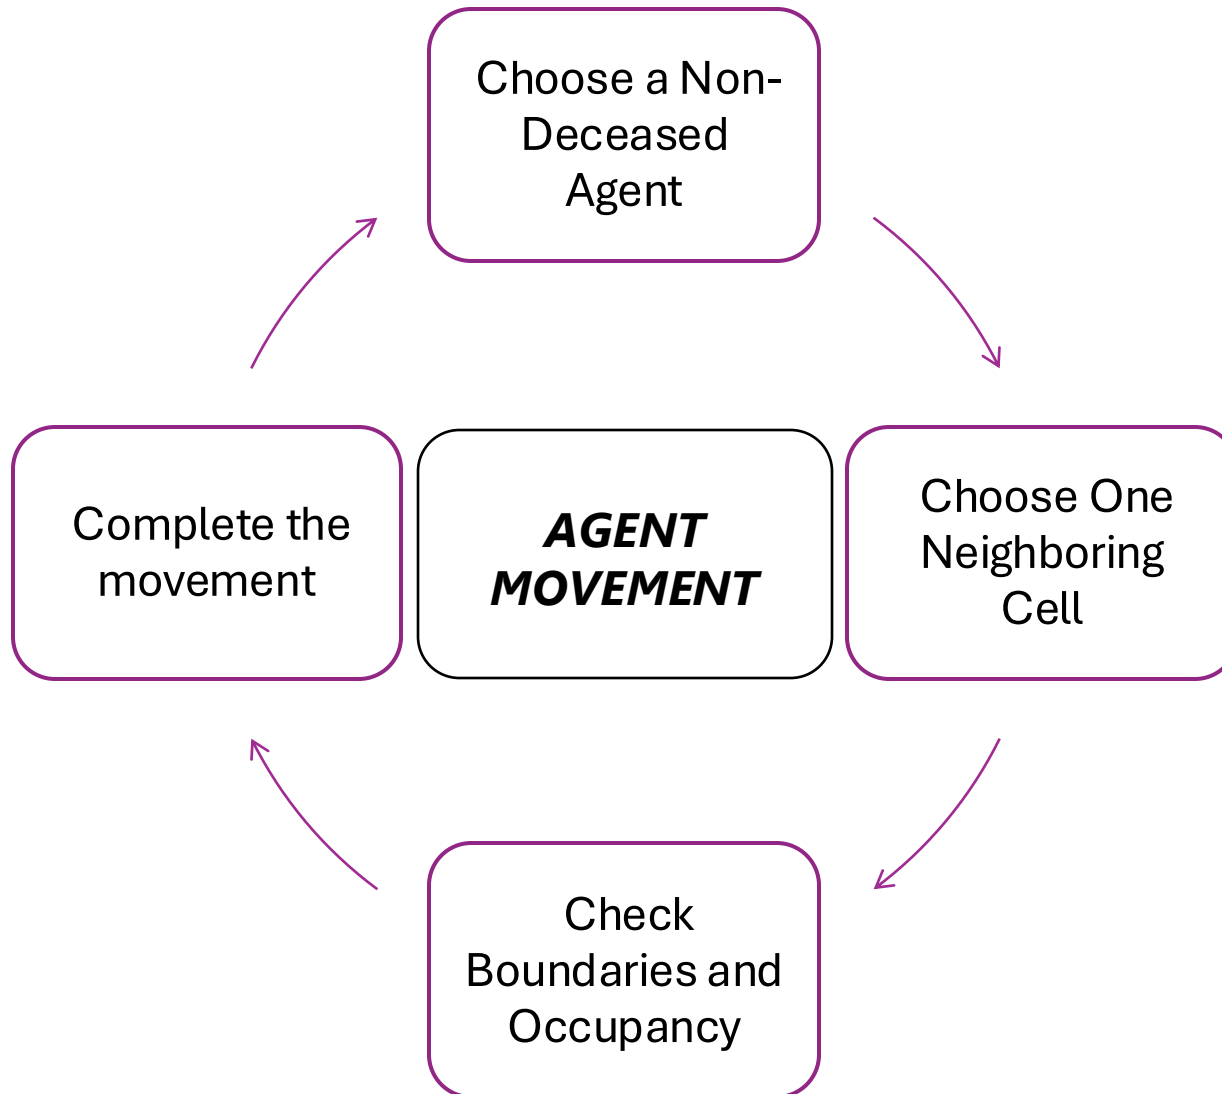 Choose a Non-
Deceased
Agent
Complete the
movement
AGENT
MOVEMENT
Choose One
Neighboring
Cell
Check
Boundaries and
Occupancy